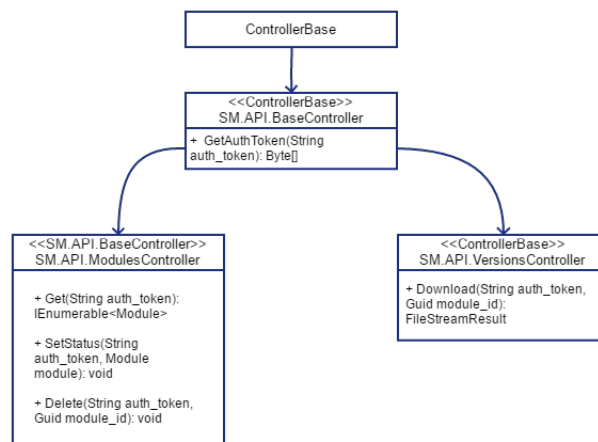 ControllerBase
<<ControllerBase>>
SM.API.BaseController
+ GetAuthToken(String
auth_token): Byte[]
<<SM.API.BaseController>>
SM.API.ModulesController
+ Get(String auth_token):
IEnumerable<Module>
+ SetStatus(String
auth_token, Module
module): void
+ Delete(String auth_token,
Guid module_id): void
<<ControllerBase>>
SM.API.VersionsController
+ Download(String auth_token,
Guid module_id):
FileStreamResult